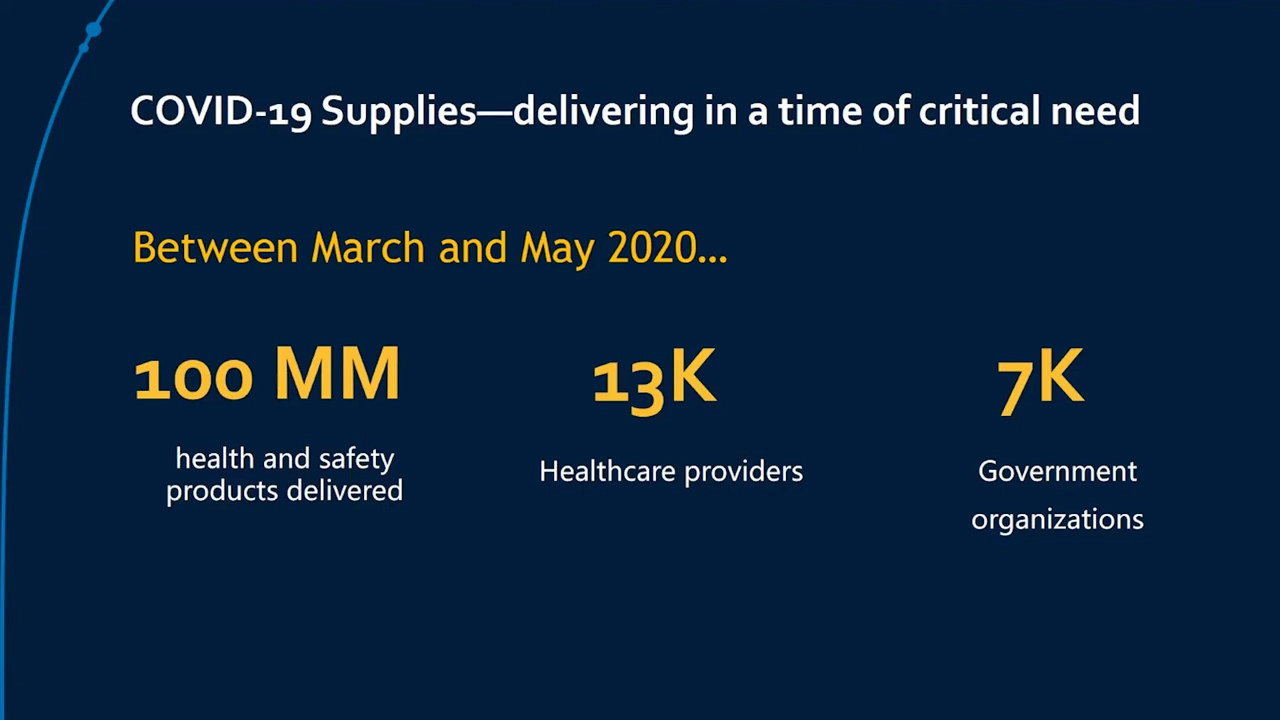 COVID-19 Supplies—delivering in a time of critical need
Between March and May 2020...
100 MM
health and safety
products delivered
13K
Healthcare providers
7K
Government
organizations